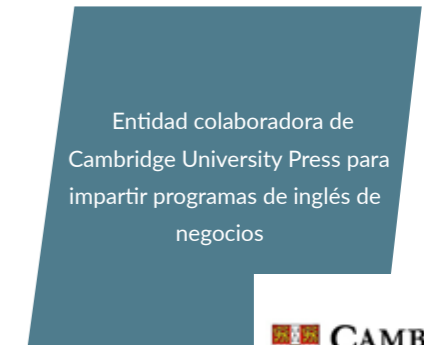 Entidad colaboradora de
Cambridge University Press para
impartir programas de inglés de
negocios
CAMB